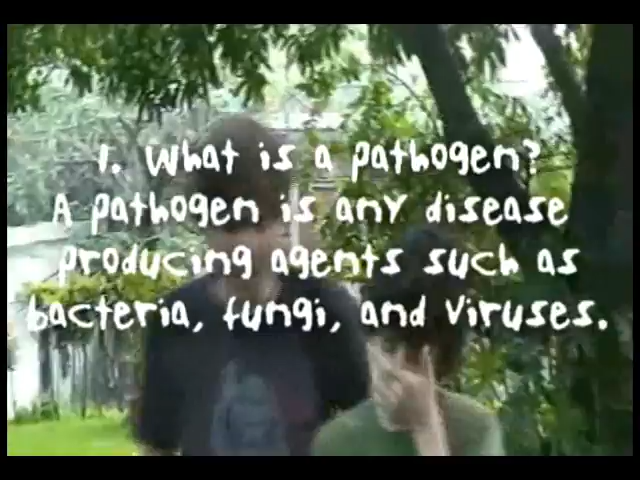 1. What is a pathogen?
A pathogen is any disease
producing agents such as
bacteria, fungi, and viruses.